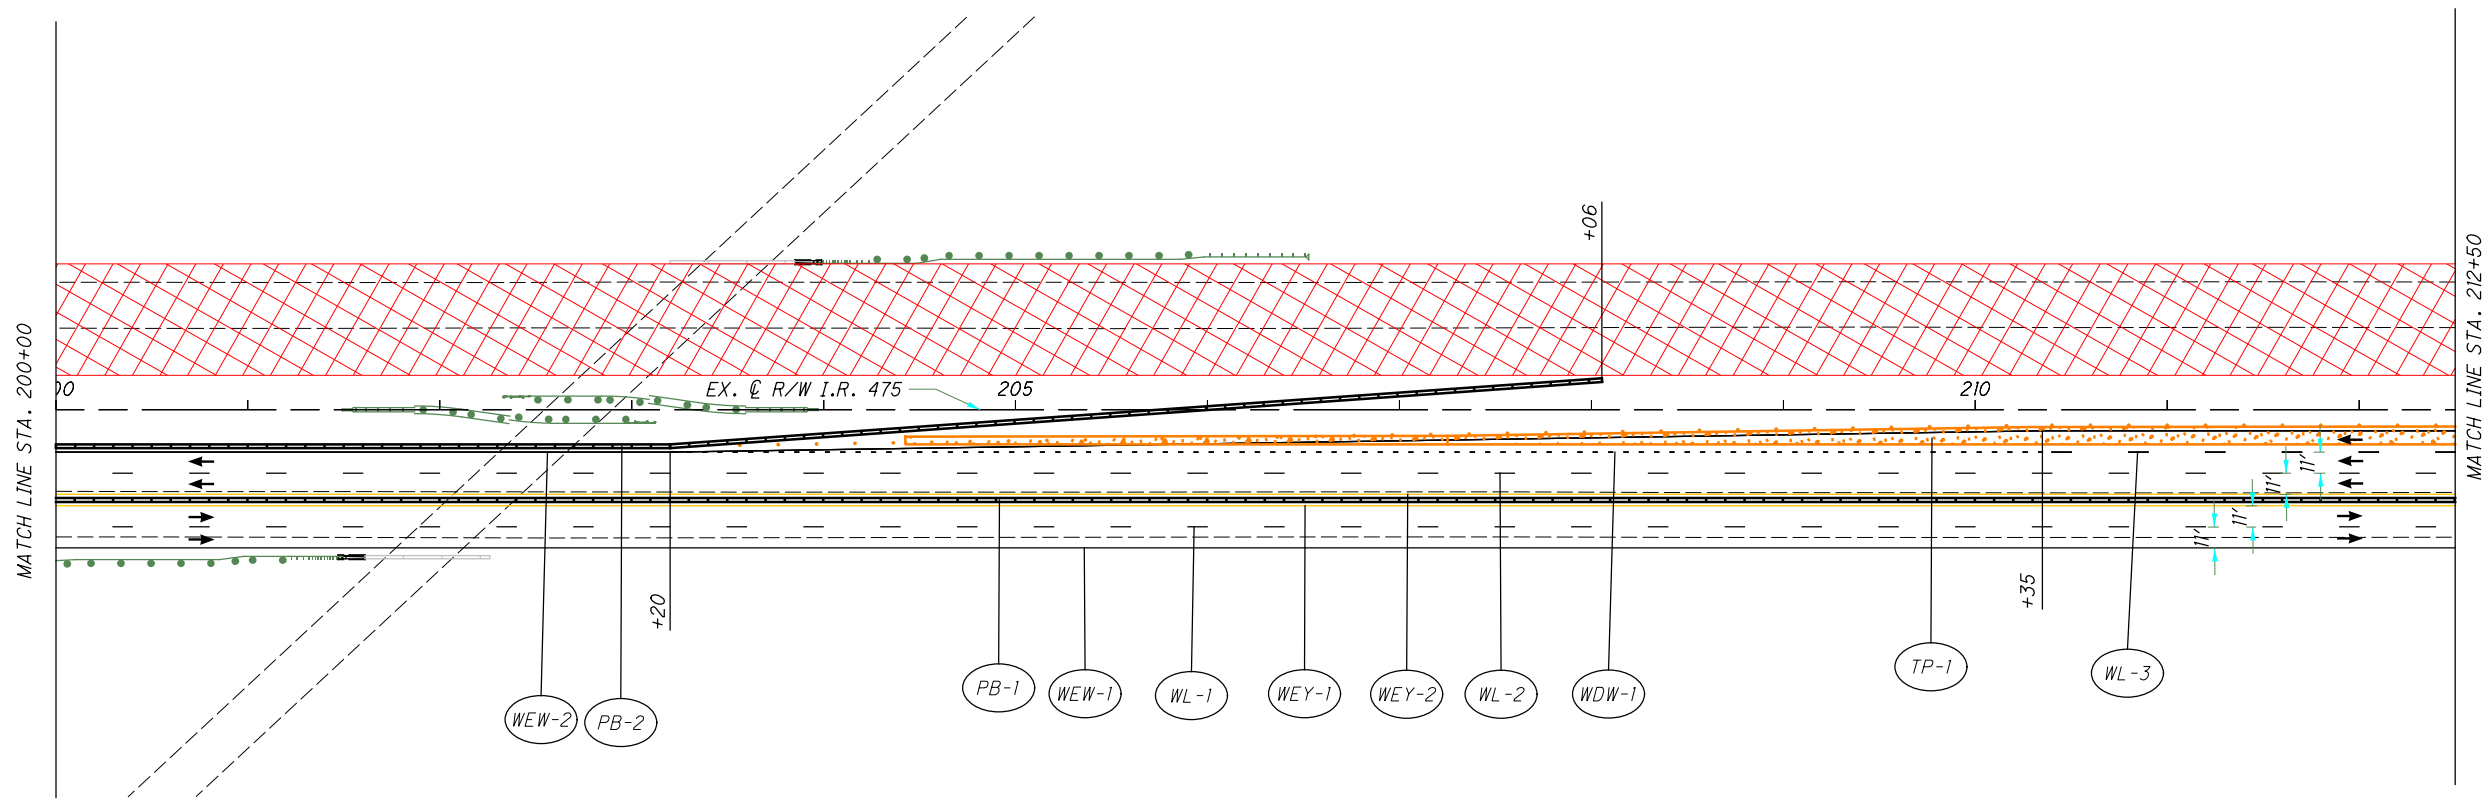 MATCH LINE STA. 200+00
MATCH LINE STA. 212+50
+06
00
EX. ℄ R/W I.R. 475
205
210
11'
11'
11'
11'
+20
+35
WEW-2
PB-2
PB-1
WEW-1
WL-1
WEY-1
WEY-2
WL-2
WDW-1
TP-1
WL-3